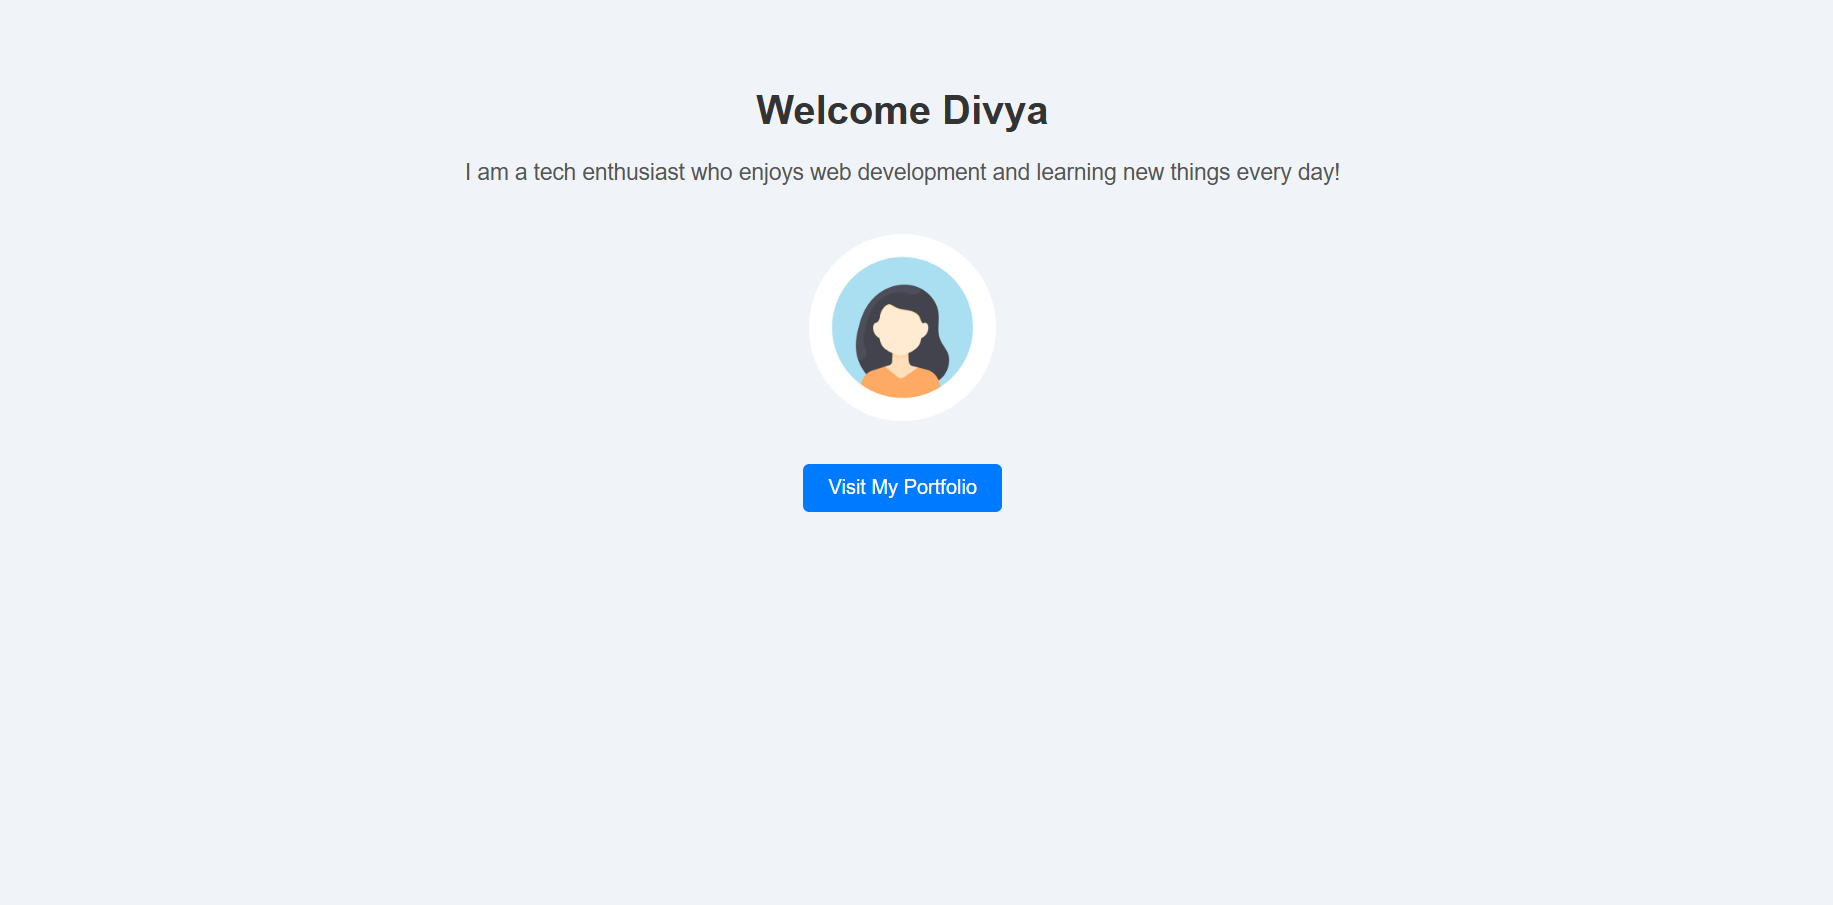 Welcome Divya
I am a tech enthusiast who enjoys web development and learning new things every day!
Visit My Portfolio